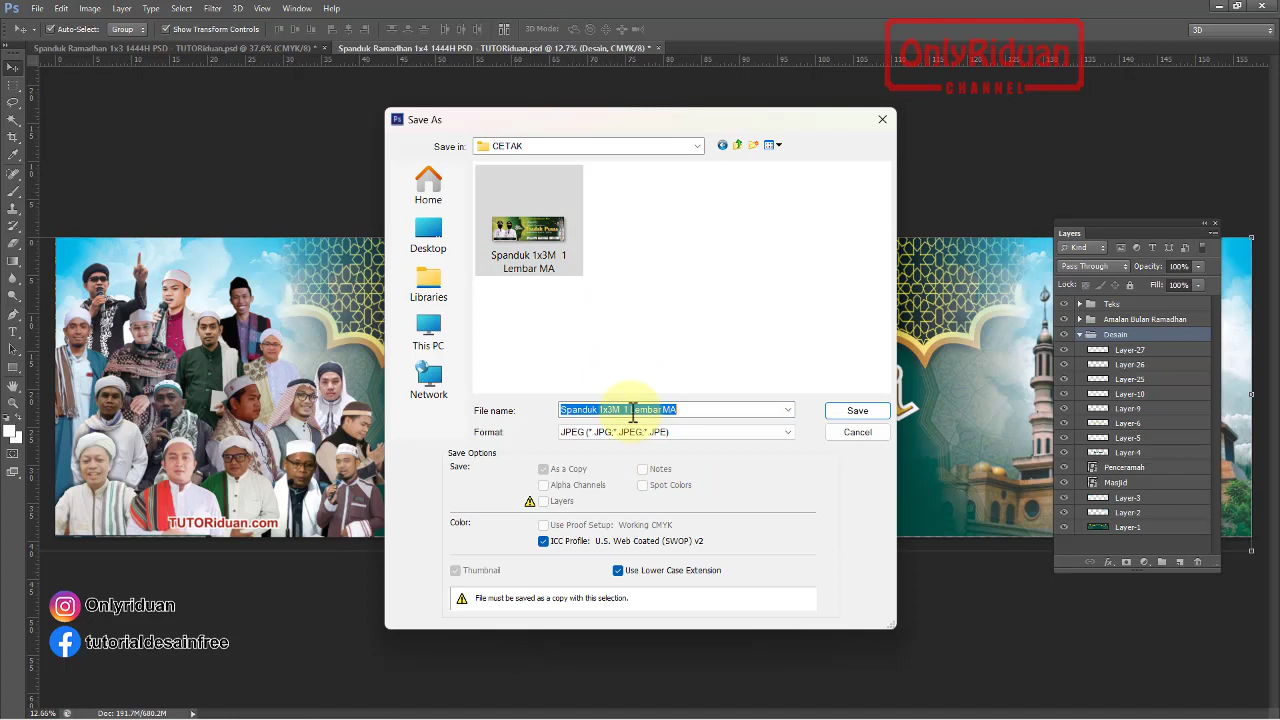 Ps File Edit Image Layer Type Select Filter 3D View Window Help
Auto-Select: Group Show Transform Controls 3D Mode: 3D
Spanduk Ramadhan 1x3 1444H PSD - TUTORiduan.psd @ 37.6% (CMYK/8) * ×
Spanduk Ramadhan 1x4 1444H PSD - TUTORiduan.psd @ 12.7% (Desain, CMYK/8) * ×
OnlyRiduan
CHANNEL
Save As
Save in: CETAK
Home
Desktop
Libraries
This PC
Network
Spanduk 1x3M 1
Lembar MA
File name: Spanduk 1x3M 1 Lembar MA
Save
Format: JPEG (*.JPG;*.JPEG;*.JPE)
Cancel
Save Options
Save: As a Copy Notes
Alpha Channels Spot Colors
Layers
Color: Use Proof Setup: Working CMYK
ICC Profile: U.S. Web Coated (SWOP) v2
Thumbnail Use Lower Case Extension
File must be saved as a copy with this selection.
Layers
Kind
Pass Through Opacity: 100%
Lock: Fill: 100%
Teks
Amalan Bulan Ramadhan
Desain
Layer-27
Layer-26
Layer-25
Layer-10
Layer-9
Layer-6
Layer-5
Layer-4
Penceramah
Masjid
Layer-3
Layer-2
Layer-1
TUTORiduan.com
Onlyriduan
tutorialdesainfree
12.66% Doc: 191.7M/680.2M